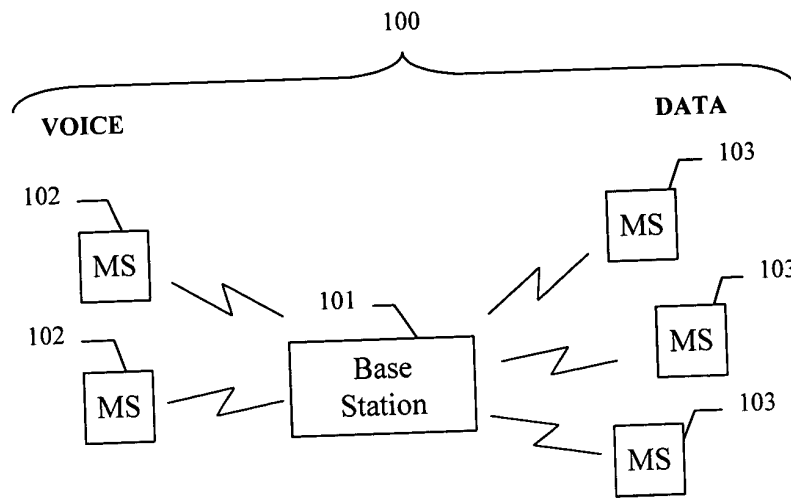 100
VOICE
DATA
103
102
MS
MS
103
101
102
MS
Base
Station
MS
103
MS